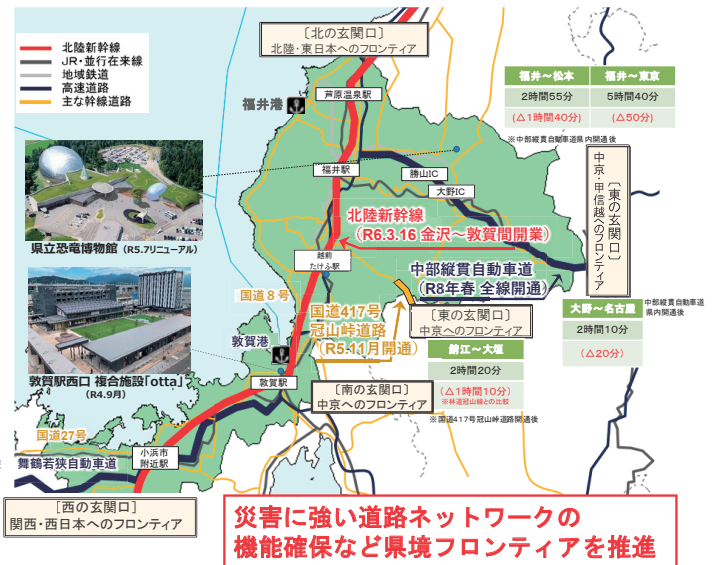 北陸新幹線
JR・並行在来線
地域鉄道
高速道路
主な幹線道路
［北の玄関口］
北陸・東日本へのフロンティア
福井港
芦原温泉駅
福井～松本
福井～東京
2時間55分
5時間40分
(△1時間40分)
(△50分)
※中部縦貫自動車道県内開通後
福井駅
勝山IC
大野IC
［東の玄関口］
中京・甲信越へのフロンティア
県立恐竜博物館 (R5.7リニューアル)
北陸新幹線
(R6.3.16 金沢～敦賀間開業)
越前
たけふ駅
中部縦貫自動車道
(R8年春 全線開通)
国道8号
国道417号
冠山峠道路
(R5.11月開通)
［東の玄関口］
中京へのフロンティア
大野～名古屋
中部縦貫自動車道
県内開通後
2時間10分
(△20分)
敦賀港
鯖江～大垣
2時間20分
(△1時間10分)
※林道冠山線との比較
※国道417号冠山峠道路開通後
敦賀駅西口 複合施設「otta」
(R4.9月)
敦賀駅
［南の玄関口］
中京へのフロンティア
国道27号
小浜市
附近駅
舞鶴若狭自動車道
［西の玄関口］
関西・西日本へのフロンティア
災害に強い道路ネットワークの
機能確保など県境フロンティアを推進